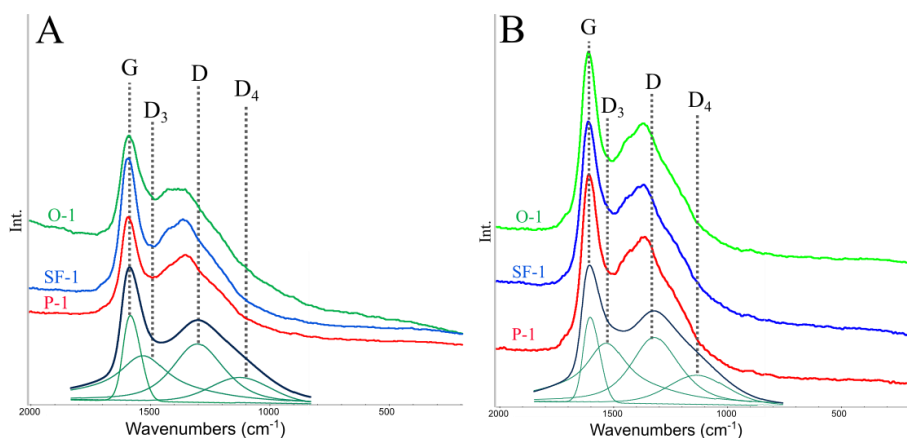 A
G
D₃
D
D₄
O-1
SF-1
P-1
Int.
2000
1500
1000
500
Wavenumbers (cm⁻¹)
B
G
D₃
D
D₄
O-1
SF-1
P-1
Int.
2000
1500
1000
500
Wavenumbers (cm⁻¹)